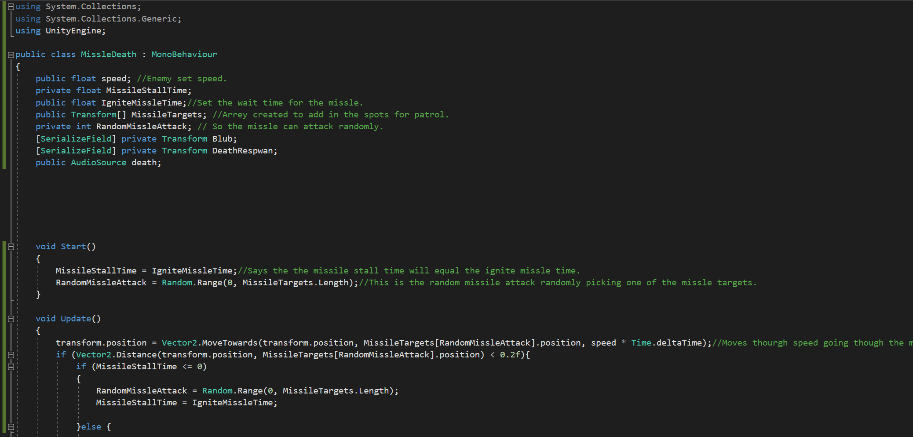 using System.Collections;
using System.Collections.Generic;
using UnityEngine;
public class MissleDeath : MonoBehaviour
{
public float speed; //Enemy set speed.
private float MissileStallTime;
public float IgniteMissleTime;//Set the wait time for the missle.
public Transform[] MissileTargets; //Arrey created to add in the spots for patrol.
private int RandomMissleAttack; // So the missle can attack randomly.
[SerializeField] private Transform Blub;
[SerializeField] private Transform DeathRespwan;
public AudioSource death;
void Start()
{
MissileStallTime = IgniteMissleTime;//Says the the missile stall time will equal the ignite missle time.
RandomMissleAttack = Random.Range(0, MissileTargets.Length);//This is the random missile attack randomly picking one of the missle targets.
}
void Update()
{
transform.position = Vector2.MoveTowards(transform.position, MissileTargets[RandomMissleAttack].position, speed * Time.deltaTime);//Moves thourgh speed going though the m
if (Vector2.Distance(transform.position, MissileTargets[RandomMissleAttack].position) < 0.2f){
if (MissileStallTime <= 0)
{
RandomMissleAttack = Random.Range(0, MissileTargets.Length);
MissileStallTime = IgniteMissleTime;
}else {